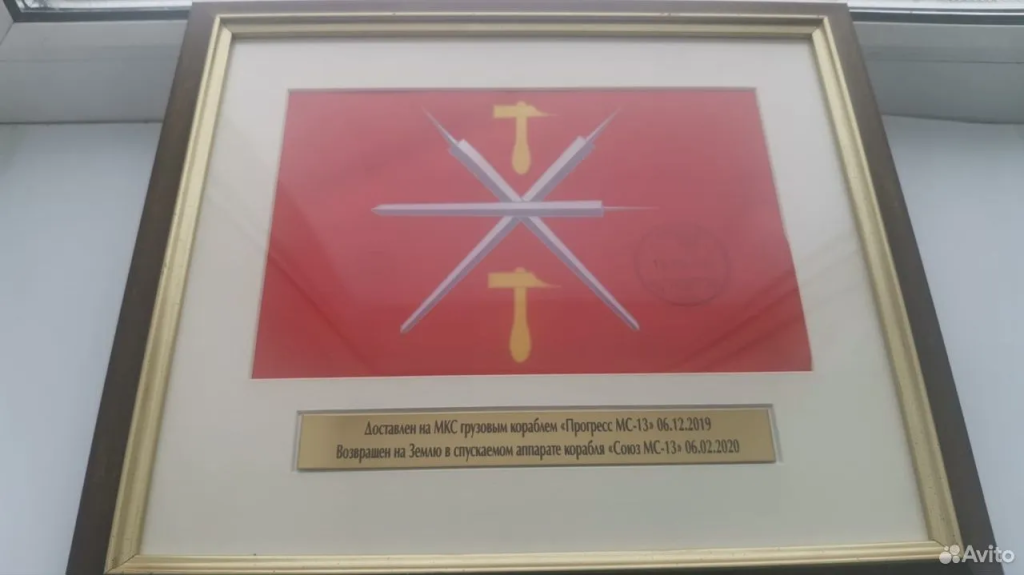 Доставлен на МКС грузовым кораблем «Прогресс МС-13» 06.12.2019
Возвращен на Землю в спускаемом аппарате корабля «Союз МС-13» 06.02.2020
Avito